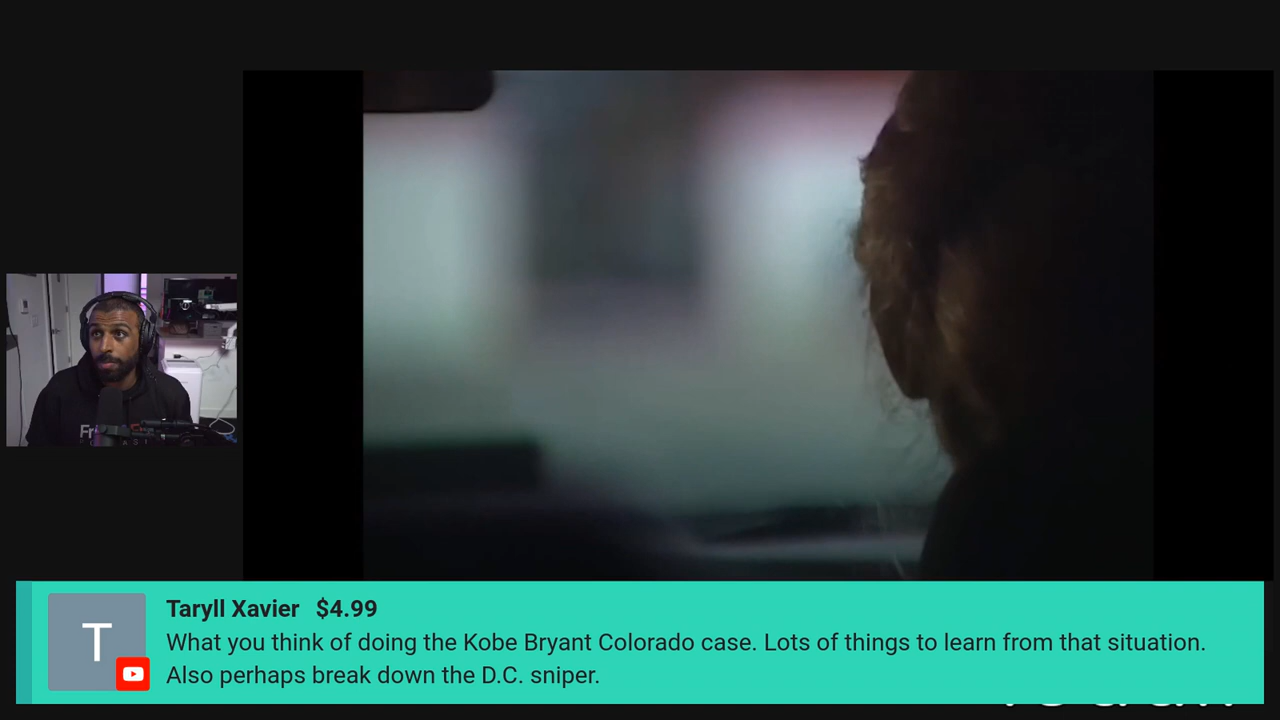 Taryll Xavier $4.99
What you think of doing the Kobe Bryant Colorado case. Lots of things to learn from that situation.
Also perhaps break down the D.C. sniper.
T